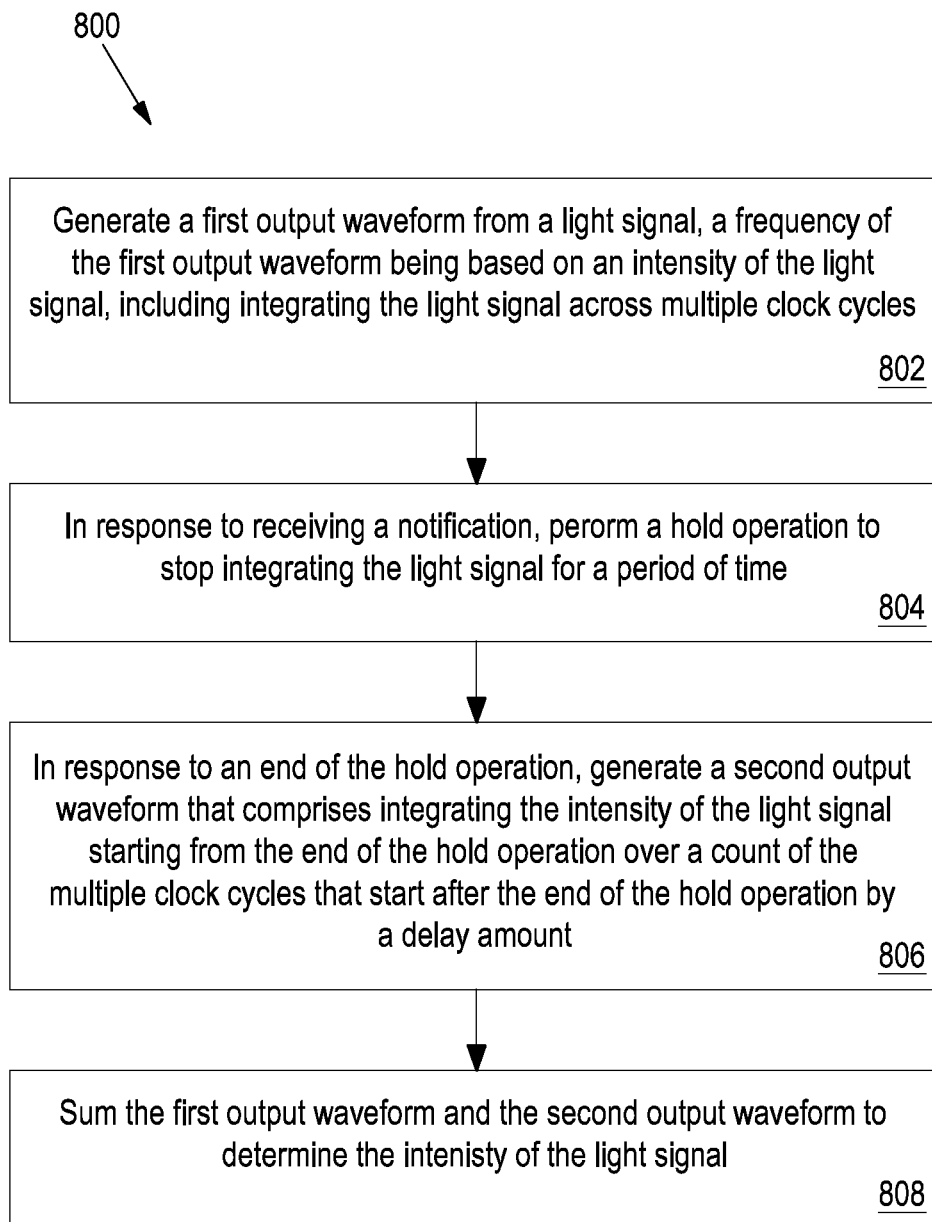 800
Generate a first output waveform from a light signal, a frequency of
the first output waveform being based on an intensity of the light
signal, including integrating the light signal across multiple clock cycles
802
In response to receiving a notification, perorm a hold operation to
stop integrating the light signal for a period of time
804
In response to an end of the hold operation, generate a second output
waveform that comprises integrating the intensity of the light signal
starting from the end of the hold operation over a count of the
multiple clock cycles that start after the end of the hold operation by
a delay amount
806
Sum the first output waveform and the second output waveform to
determine the intenisty of the light signal
808